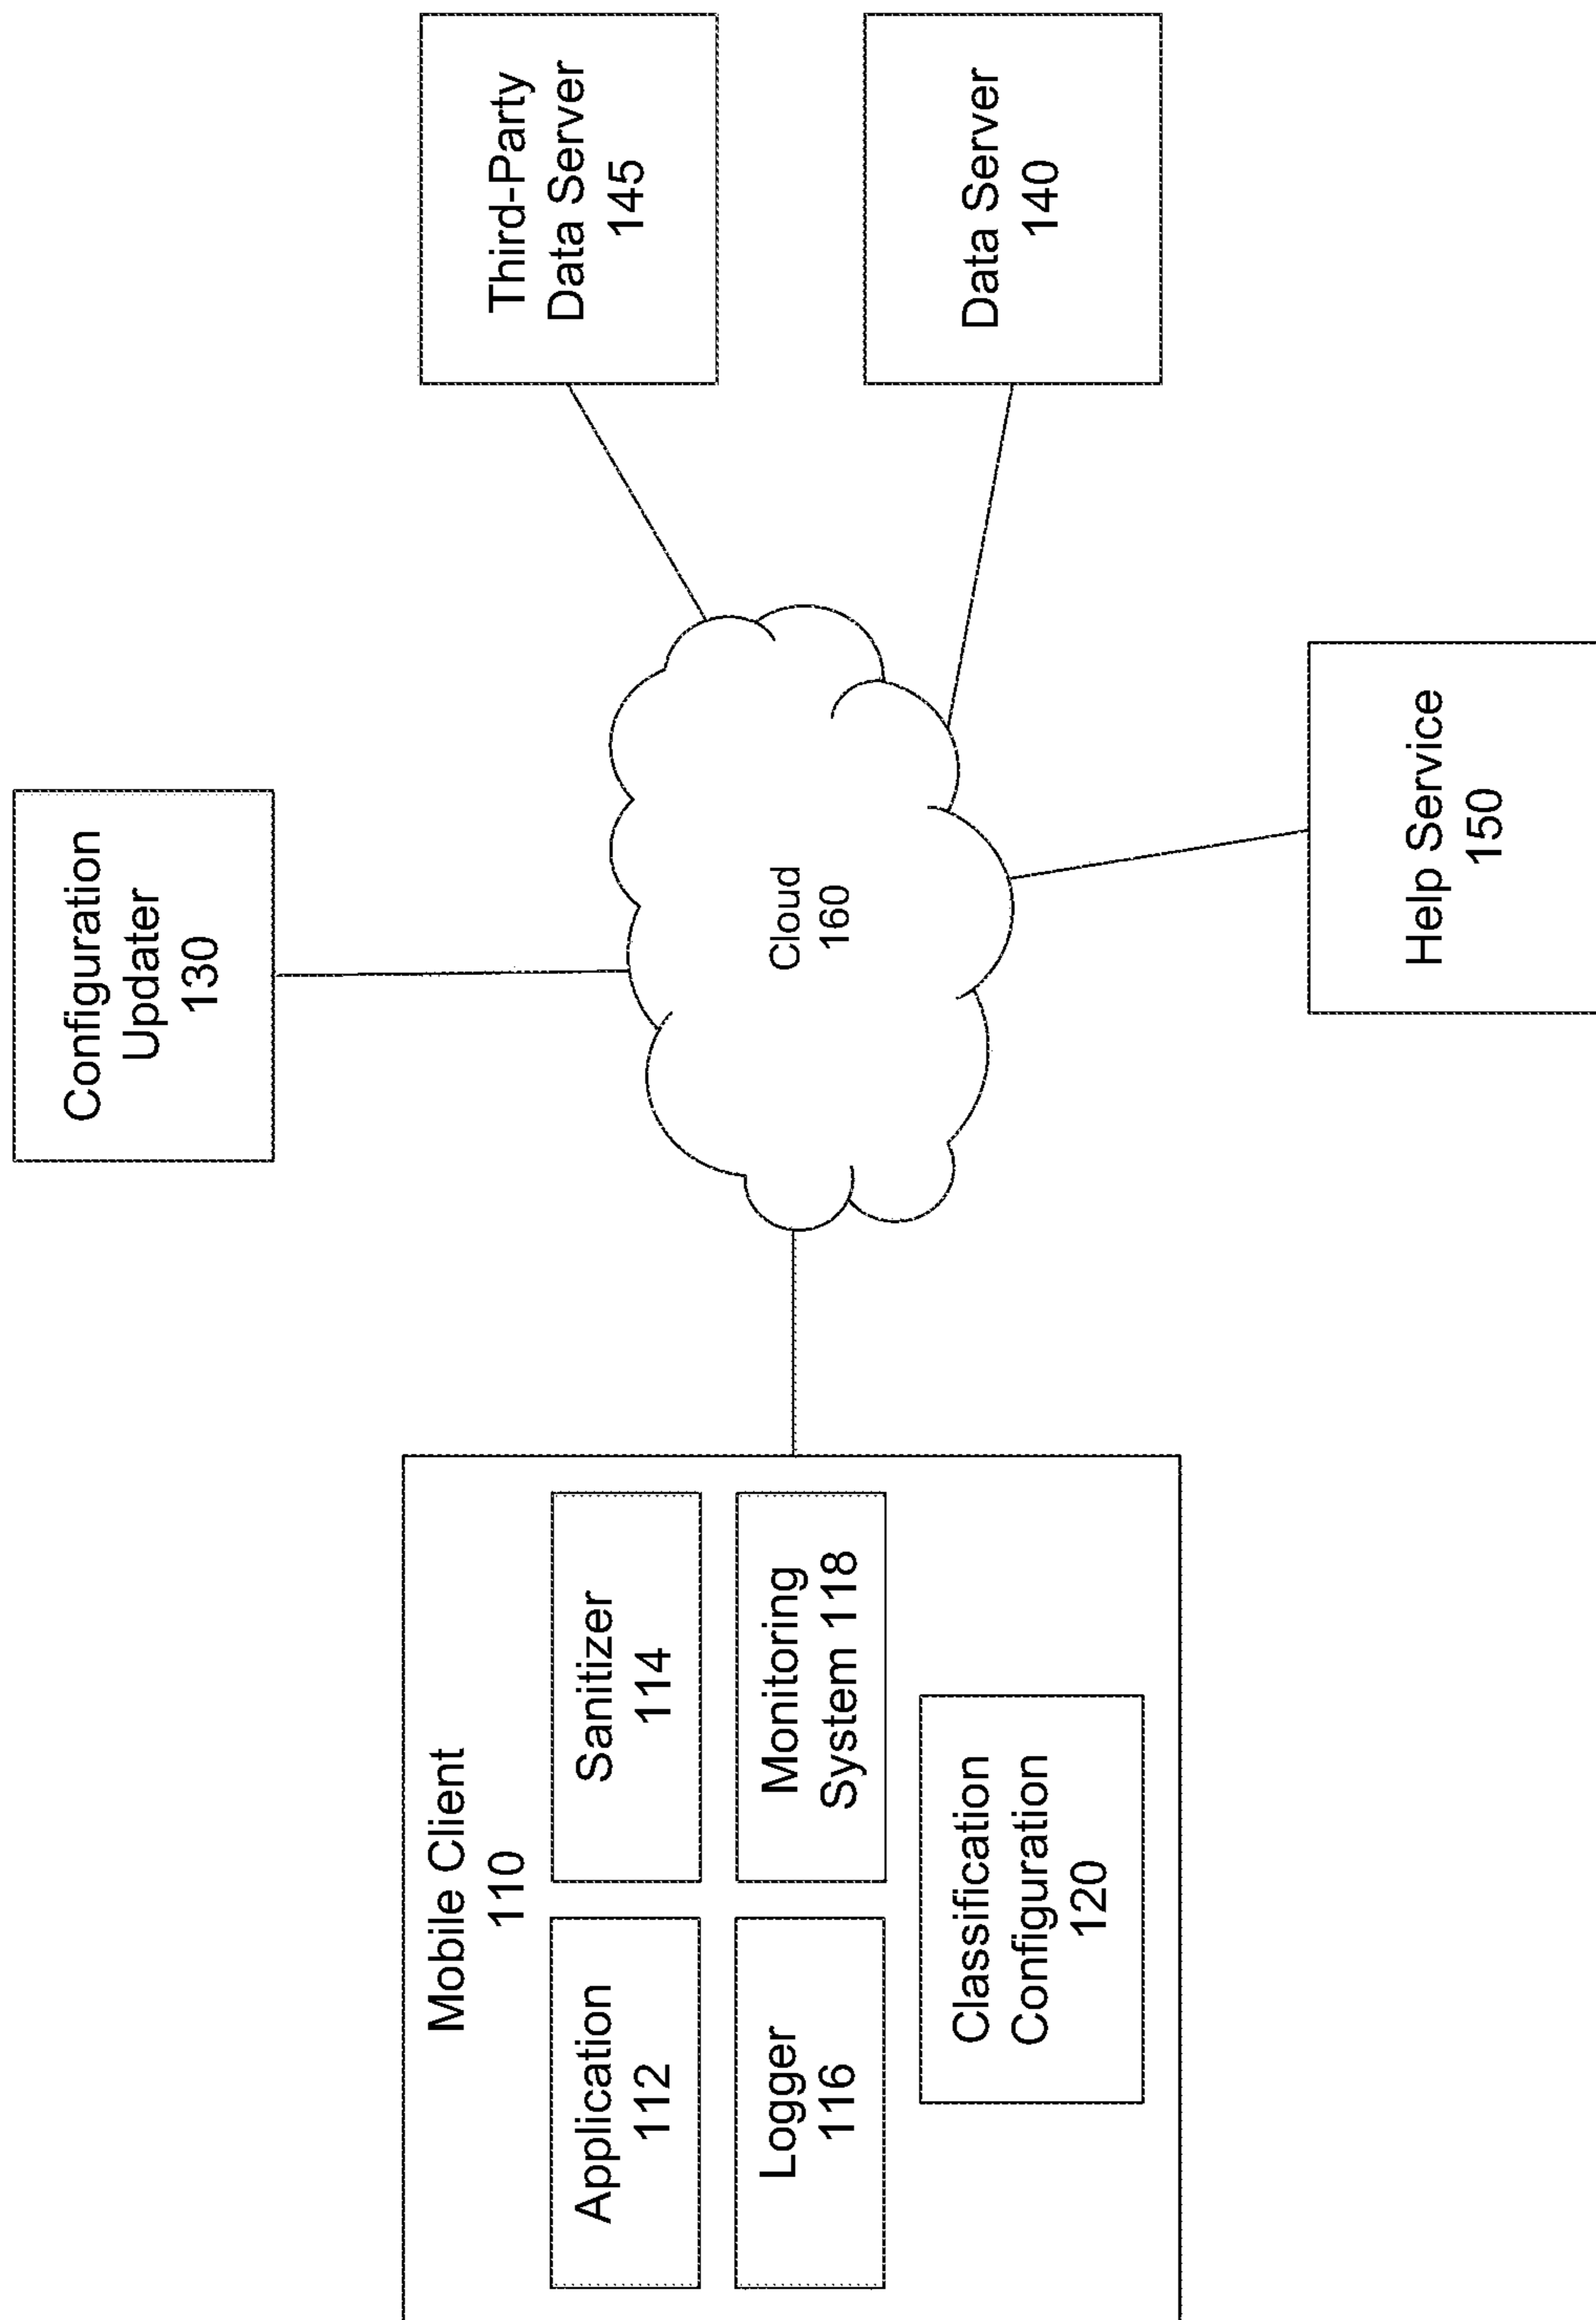 Mobile Client
110
Application
112
Sanitizer
114
Logger
116
Monitoring
System 118
Classification
Configuration
120
Configuration
Updater
130
Cloud
160
Third-Party
Data Server
145
Data Server
140
Help Service
150